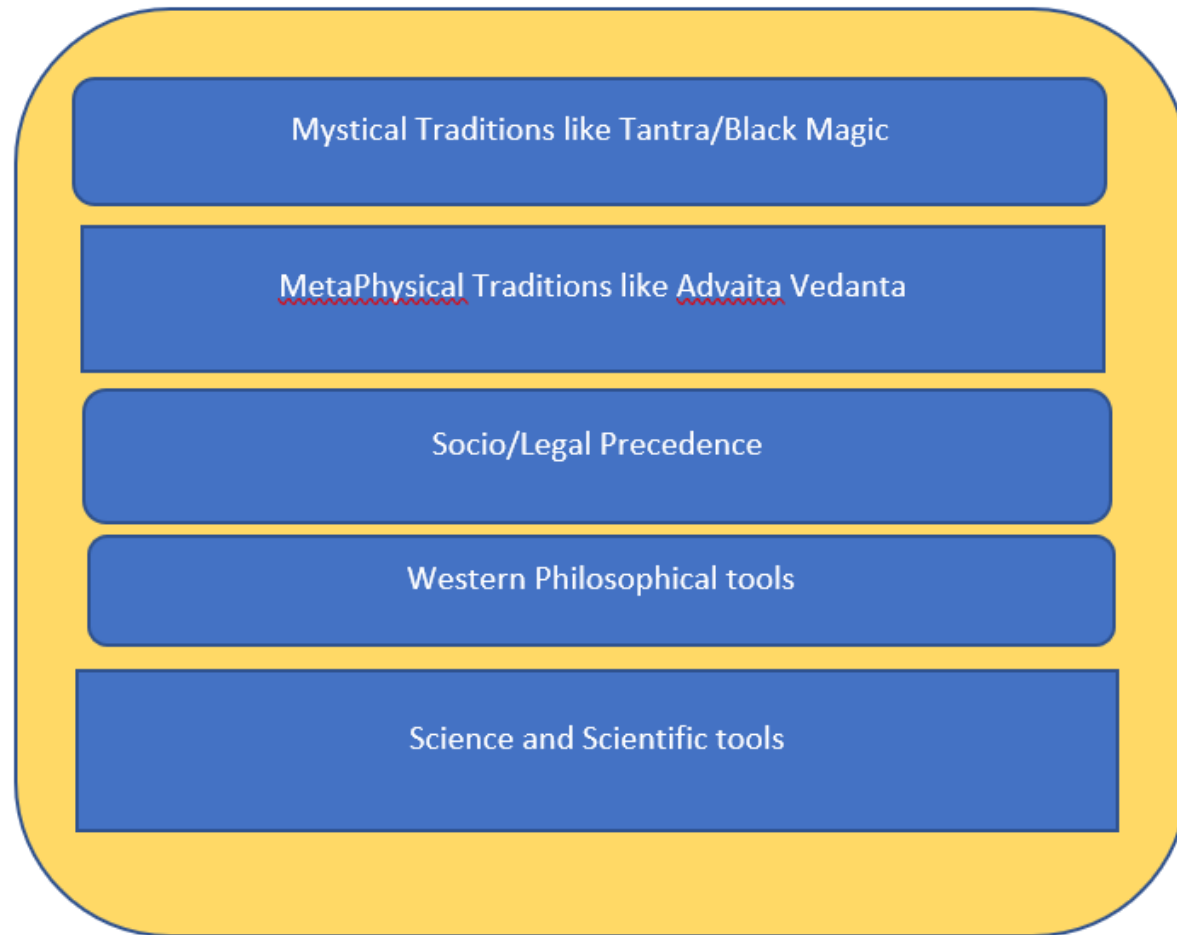 Mystical Traditions like Tantra/Black Magic
MetaPhysical Traditions like Advaita Vedanta
Socio/Legal Precedence
Western Philosophical tools
Science and Scientific tools